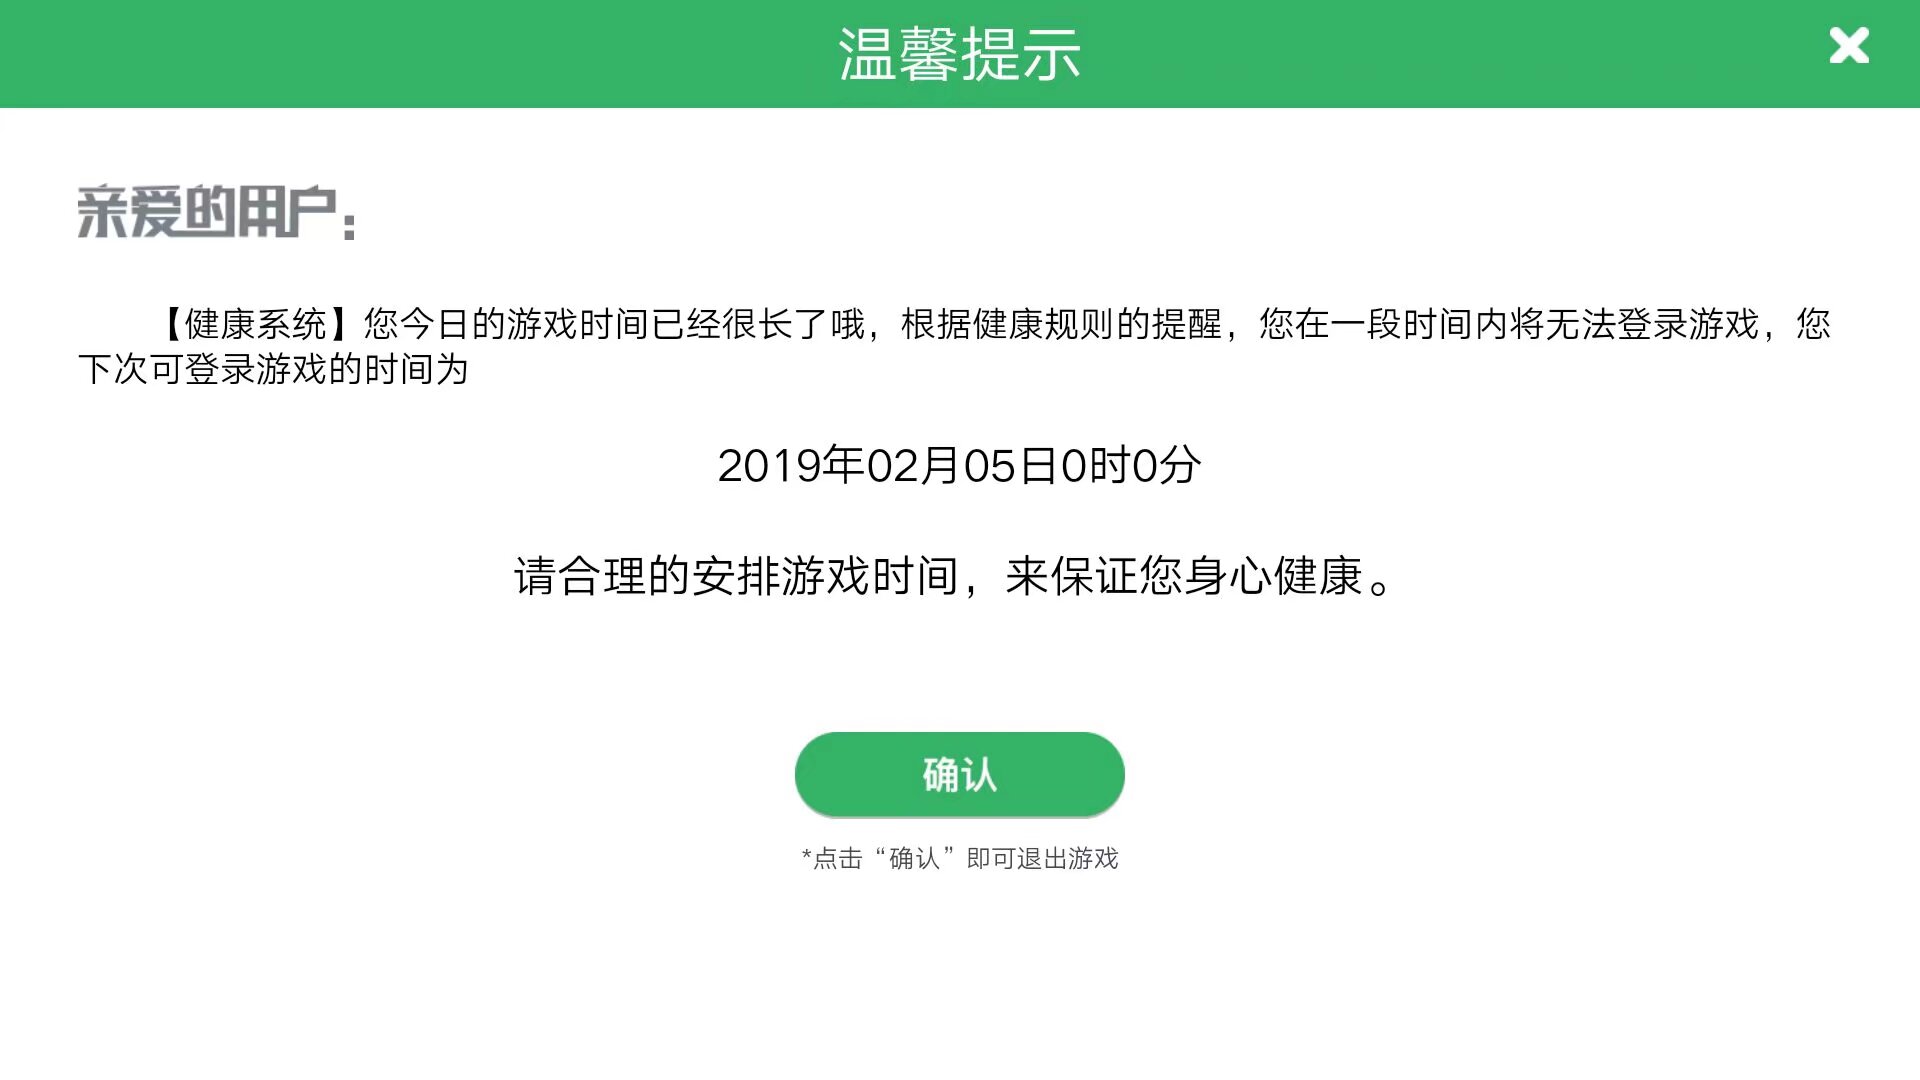 温馨提示
亲爱的用户：
【健康系统】您今日的游戏时间已经很长了哦，根据健康规则的提醒，您在一段时间内将无法登录游戏，您
下次可登录游戏的时间为
2019年02月05日0时0分
请合理的安排游戏时间，来保证您身心健康。
确认
*点击“确认”即可退出游戏